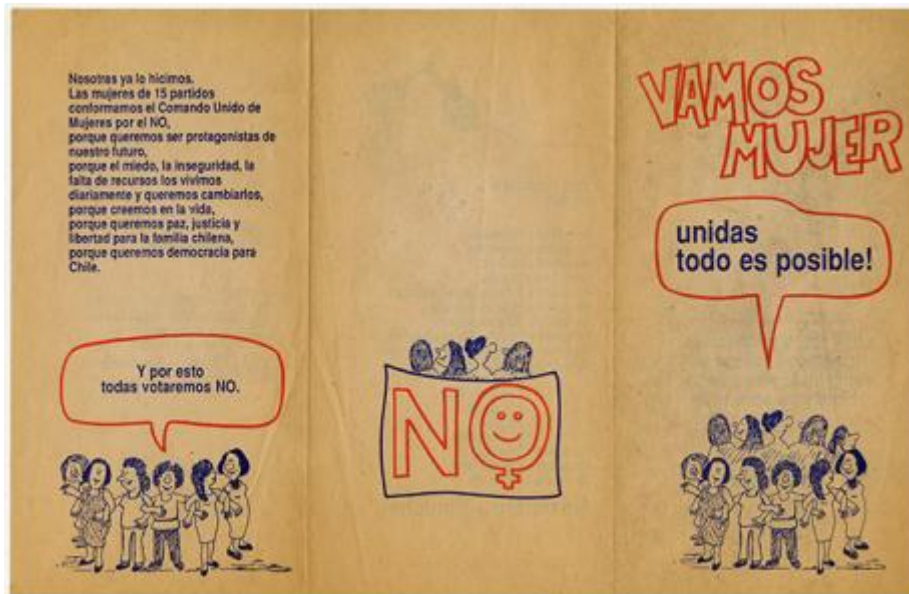 Nosotras ya lo hicimos.
Las mujeres de 15 partidos
conformamos el Comando Unido de
Mujeres por el NO,
porque queremos ser protagonistas de
nuestro futuro,
porque el miedo, la inseguridad, la
falta de recursos los vivimos
diariamente y queremos cambiarlos,
porque creemos en la vida,
porque queremos paz, justicia y
libertad para la familia chilena,
porque queremos democracia para
Chile.
Y por esto
todas votaremos NO.
NO
VAMOS
MUJER
unidas
todo es posible!